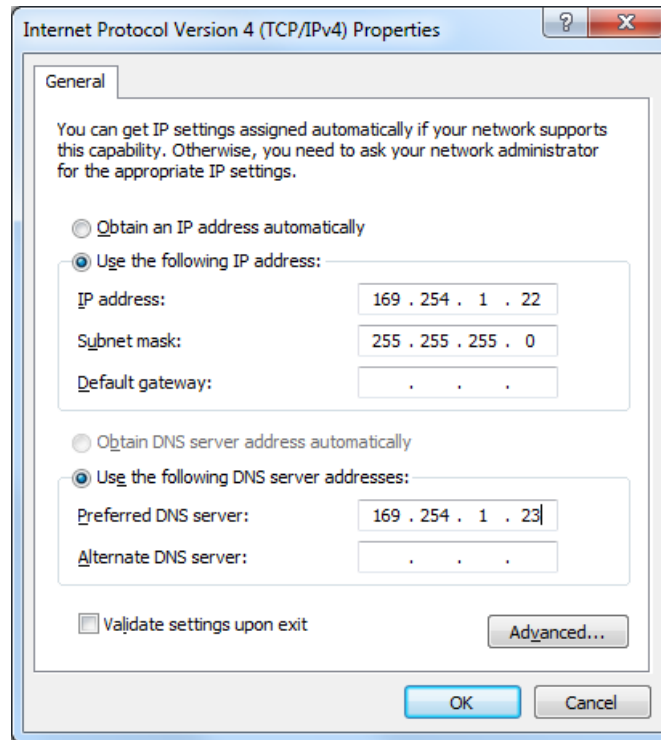 Internet Protocol Version 4 (TCP/IPv4) Properties
? X
General
You can get IP settings assigned automatically if your network supports
this capability. Otherwise, you need to ask your network administrator
for the appropriate IP settings.
Obtain an IP address automatically
Use the following IP address:
IP address: 169 . 254 . 1 . 22
Subnet mask: 255 . 255 . 255 . 0
Default gateway: . . .
Obtain DNS server address automatically
Use the following DNS server addresses:
Preferred DNS server: 169 . 254 . 1 . 23
Alternate DNS server: . . .
Validate settings upon exit
Advanced...
OK Cancel